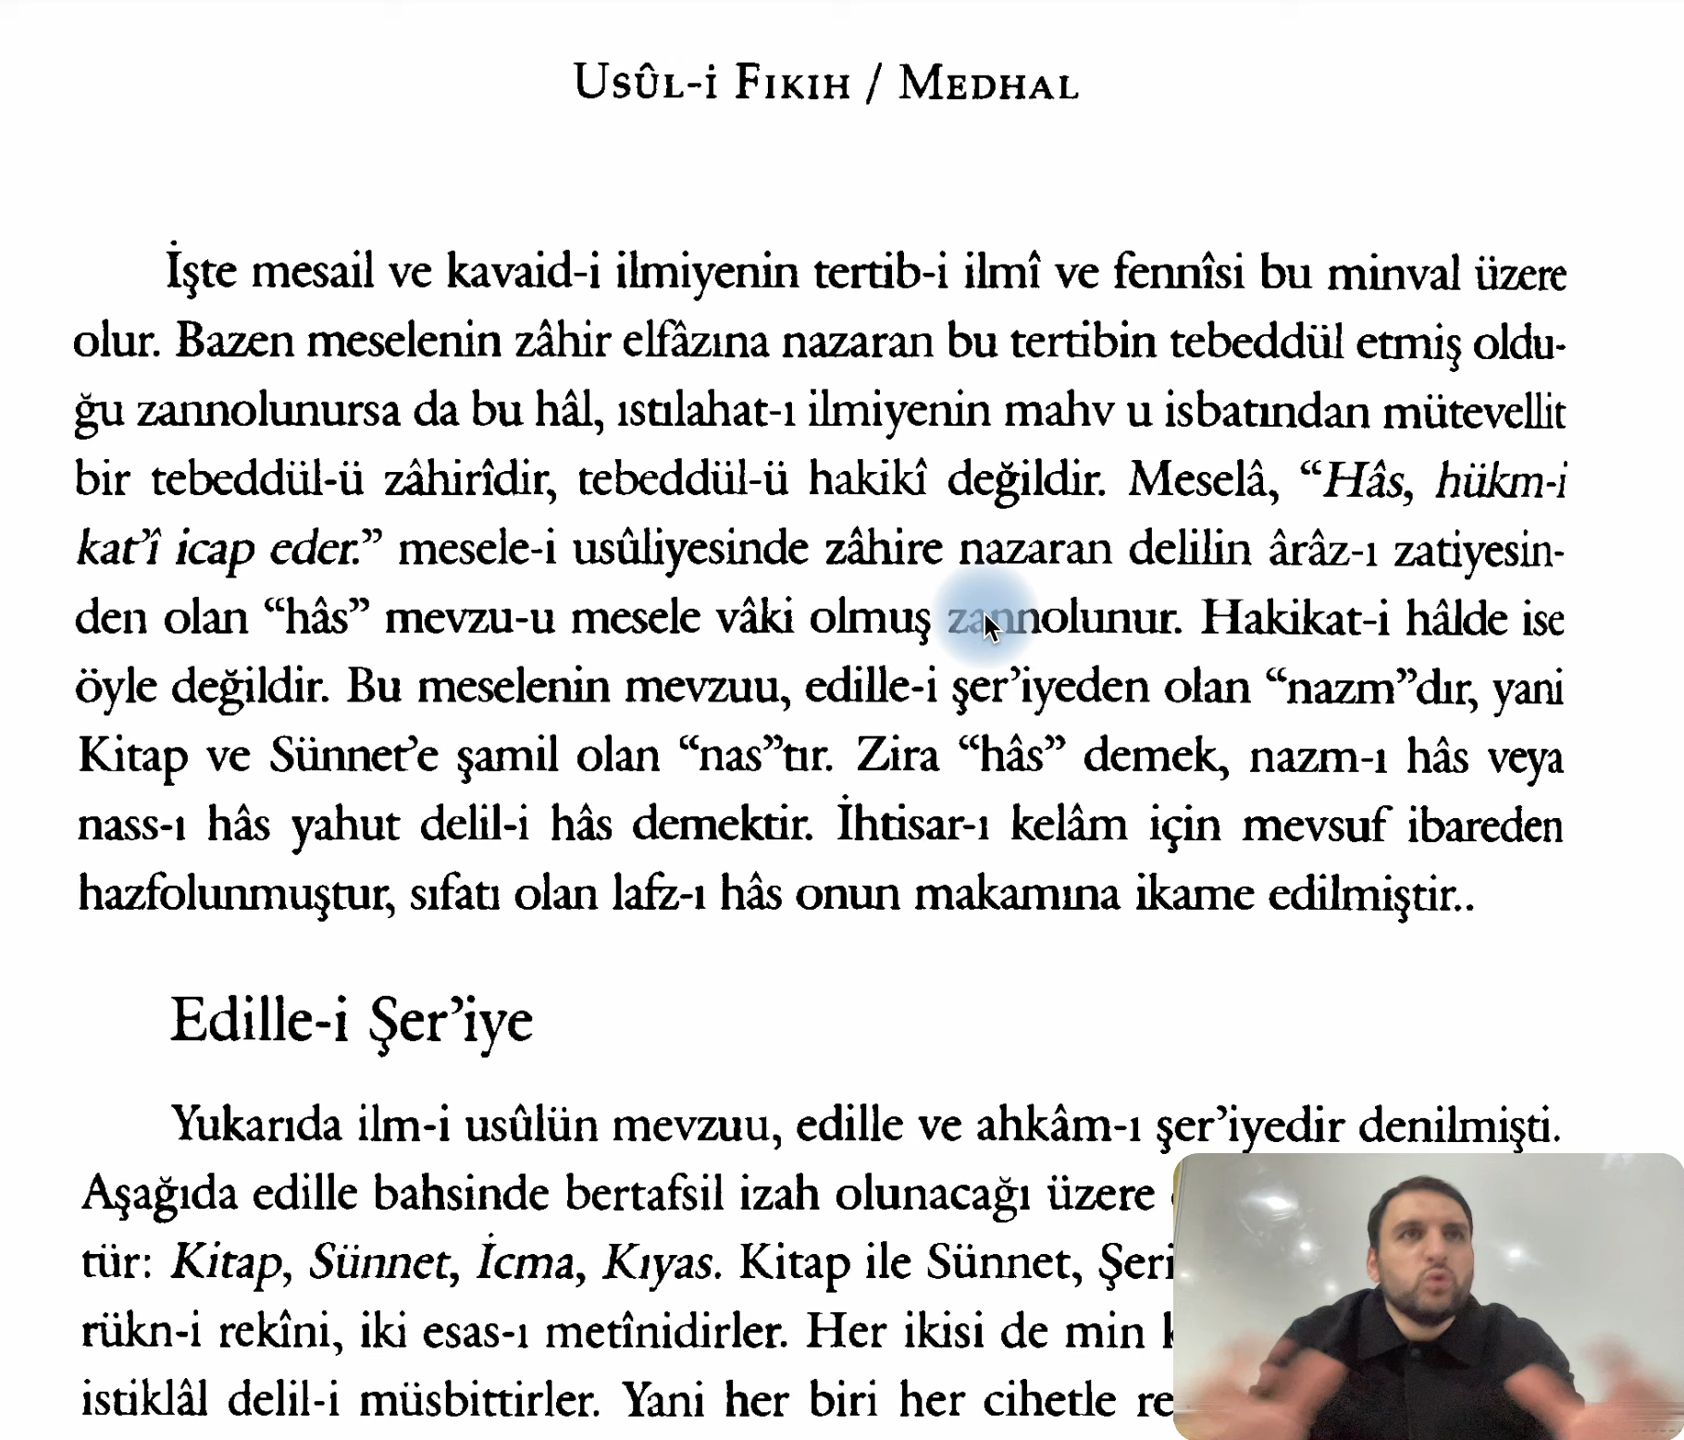 USÛL-İ FIKIH / MEDHAL
İşte mesail ve kavaid-i ilmiyenin tertib-i ilmî ve fennîsi bu minval üzere
olur. Bazen meselenin zâhir elfâzına nazaran bu tertibin tebeddül etmiş oldu-
ğu zannolunursa da bu hâl, ıstılahat-ı ilmiyenin mahv u isbatından mütevellit
bir tebeddül-ü zâhirîdir, tebeddül-ü hakikî değildir. Meselâ, “Hâs, hükm-i
kat’î icap eder.” mesele-i usûliyesinde zâhire nazaran delilin ârâz-ı zatiyesin-
den olan “hâs” mevzu-u mesele vâki olmuş zannolunur. Hakikat-i hâlde ise
öyle değildir. Bu meselenin mevzuu, edille-i şer’iyeden olan “nazm”dır, yani
Kitap ve Sünnet’e şamil olan “nas”tır. Zira “hâs” demek, nazm-ı hâs veya
nass-ı hâs yahut delil-i hâs demektir. İhtisar-ı kelâm için mevsuf ibareden
hazfolunmuştur, sıfatı olan lafz-ı hâs onun makamına ikame edilmiştir..
Edille-i Şer’iye
Yukarıda ilm-i usûlün mevzuu, edille ve ahkâm-ı şer’iyedir denilmişti.
Aşağıda edille bahsinde bertafsil izah olunacağı üzere
tür: Kitap, Sünnet, İcma, Kıyas. Kitap ile Sünnet, Şeri
rükn-i rekîni, iki esas-ı metînidirler. Her ikisi de min
istiklâl delil-i müsbittirler. Yani her biri her cihetle re